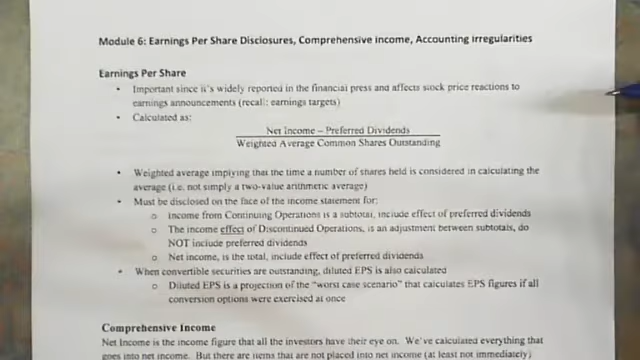 Module 6: Earnings Per Share Disclosures, Comprehensive Income, Accounting Irregularities
Earnings Per Share
• Important since it's widely reported in the financial press and affects stock price reactions to
earnings announcements (recall: earnings targets)
• Calculated as:
Net Income – Preferred Dividends
Weighted Average Common Shares Outstanding
• Weighted average implying that the time a number of shares held is considered in calculating the
average (i.e. not simply a two-value arithmetic average)
• Must be disclosed on the face of the income statement for:
o Income from Continuing Operations is a subtotal, include effect of preferred dividends
o The income effect of Discontinued Operations, is an adjustment between subtotals, do
NOT include preferred dividends
o Net income, is the total, include effect of preferred dividends
• When convertible securities are outstanding, diluted EPS is also calculated
o Diluted EPS is a projection of the "worst case scenario" that calculates EPS figures if all
conversion options were exercised at once
Comprehensive Income
Net Income is the income figure that all the investors have their eye on. We've calculated everything that
goes into net income. But there are items that are not placed into net income (at least not immediately)